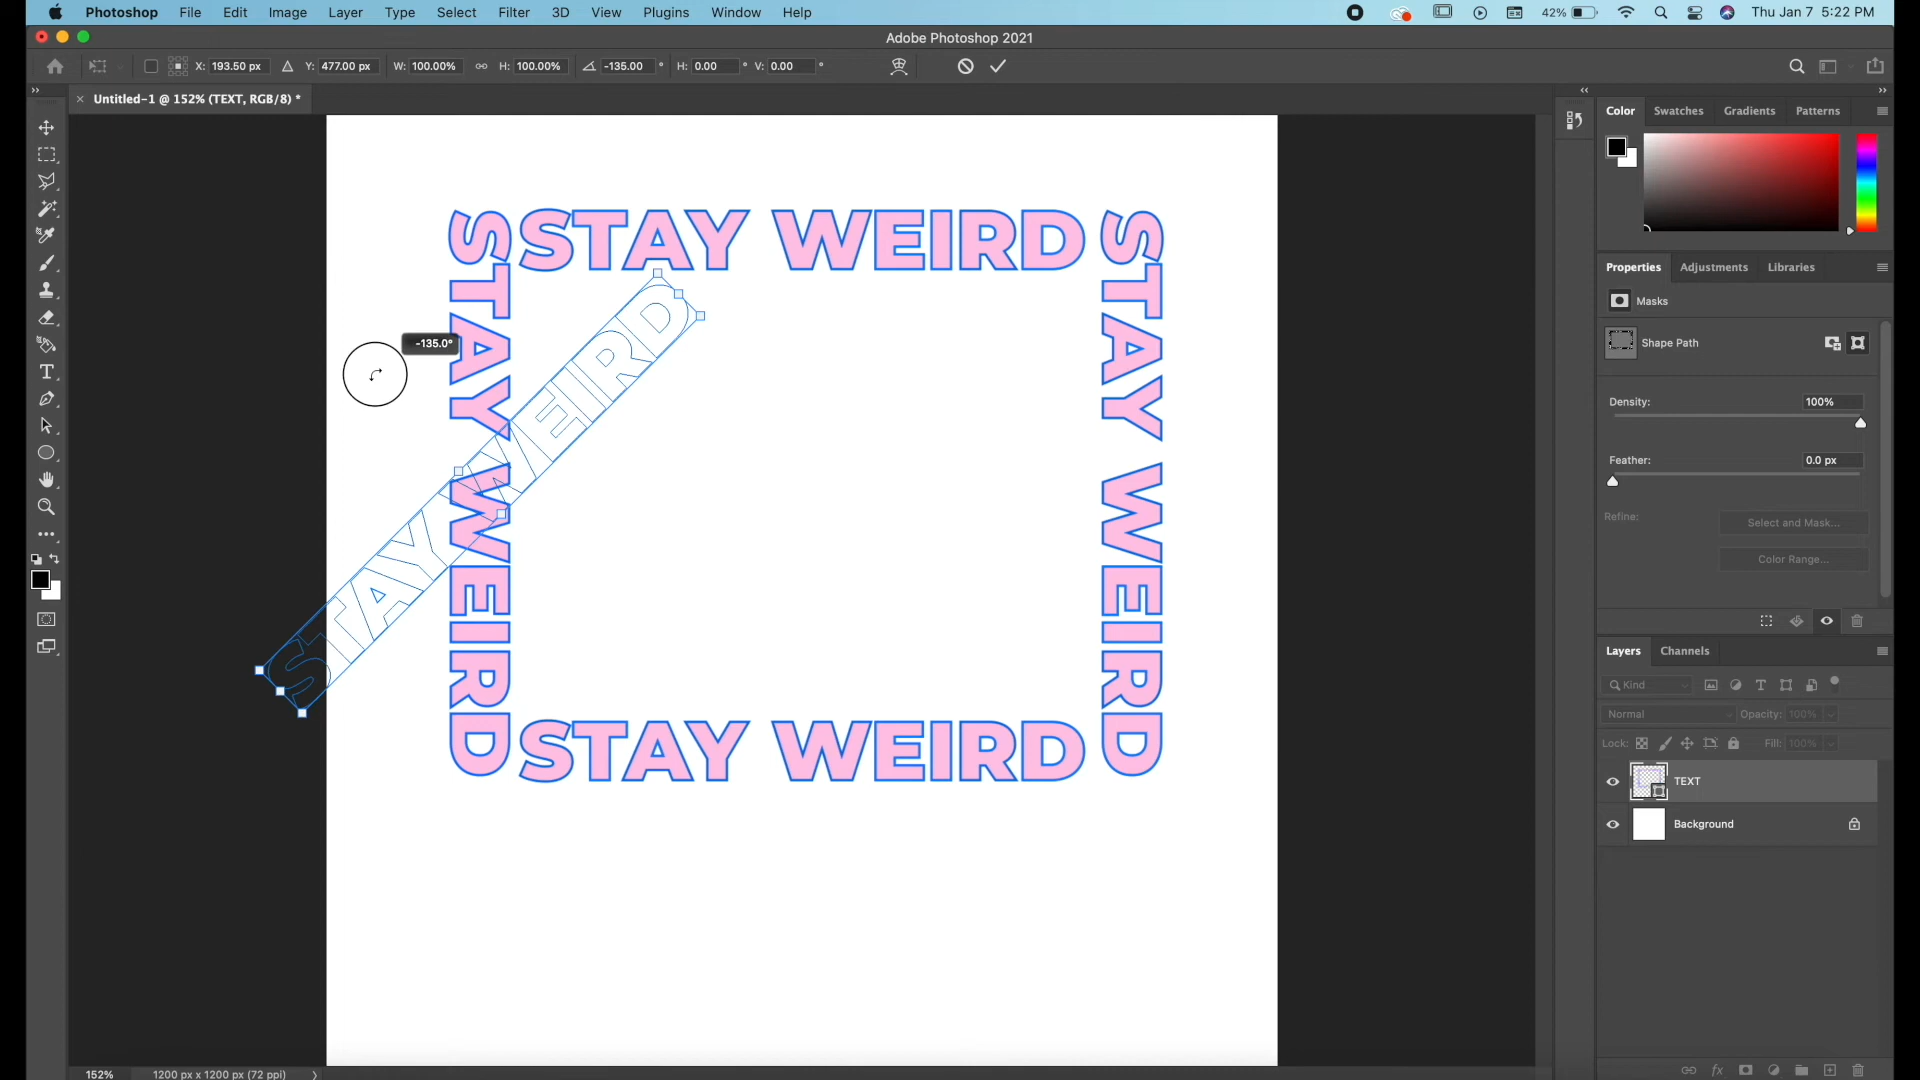 Photoshop File Edit Image Layer Type Select Filter 3D View Plugins Window Help 42% Thu Jan 7 5:22 PM
Adobe Photoshop 2021
X: 193.50 px Y: 477.00 px W: 100.00% H: 100.00% -135.00 ° H: 0.00 ° V: 0.00 °
× Untitled-1 @ 152% (TEXT, RGB/8) *
Color Swatches Gradients Patterns
STAY WEIRD
STAY WEIRD
STAY WEIRD
STAY WEIRD
STAY WEIRD
-135.0°
Properties Adjustments Libraries
Masks
Shape Path
Density: 100%
Feather: 0.0 px
Refine: Select and Mask...
Color Range...
Layers Channels
Kind
Normal Opacity: 100%
Lock: Fill: 100%
TEXT
Background
152% 1200 px x 1200 px (72 ppi)